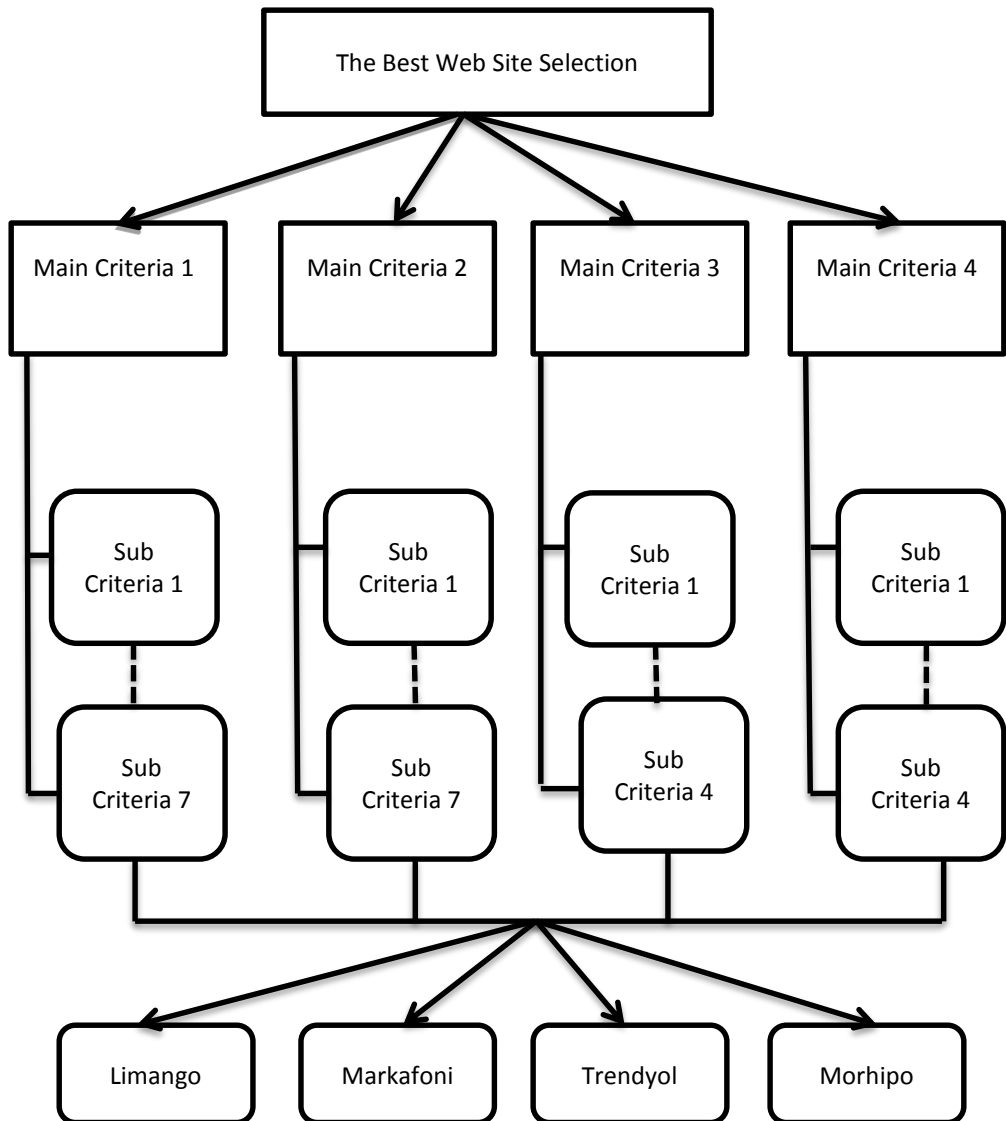 The Best Web Site Selection
Main Criteria 1
Main Criteria 2
Main Criteria 3
Main Criteria 4
Sub
Criteria 1
Sub
Criteria 1
Sub
Criteria 1
Sub
Criteria 1
Sub
Criteria 7
Sub
Criteria 7
Sub
Criteria 4
Sub
Criteria 4
Limango
Markafoni
Trendyol
Morhipo